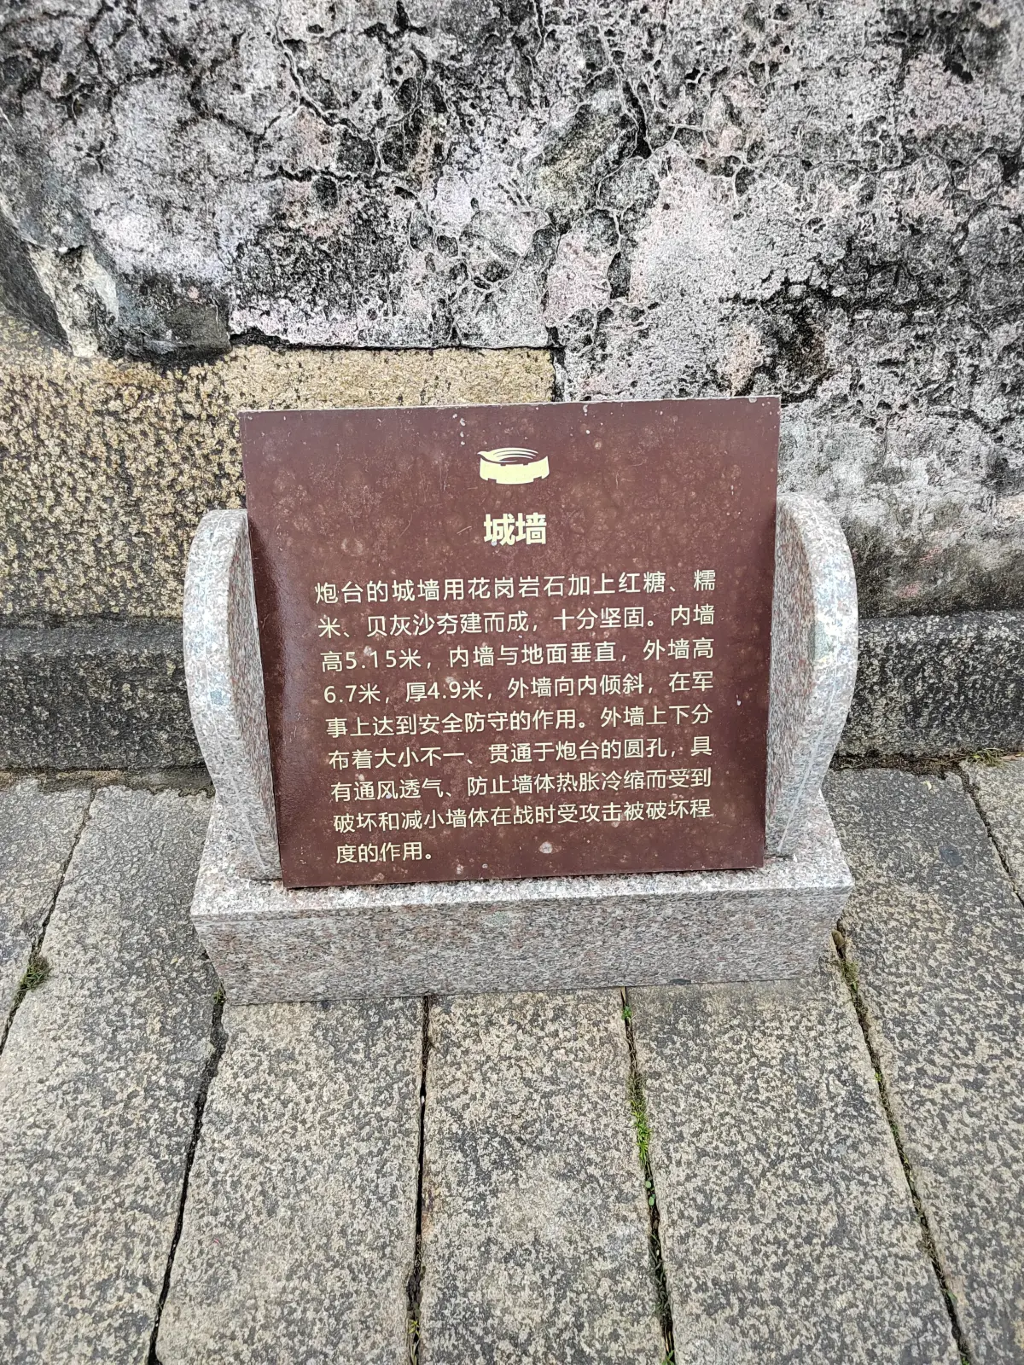 城墙
炮台的城墙用花岗岩石加上红糖、糯
米、贝灰沙夯建而成，十分坚固。内墙
高5.15米，内墙与地面垂直，外墙高
6.7米，厚4.9米，外墙向内倾斜，在军
事上达到安全防守的作用。外墙上下分
布着大小不一、贯通于炮台的圆孔，具
有通风透气、防止墙体热胀冷缩而受到
破坏和减小墙体在战时受攻击被破坏程
度的作用。